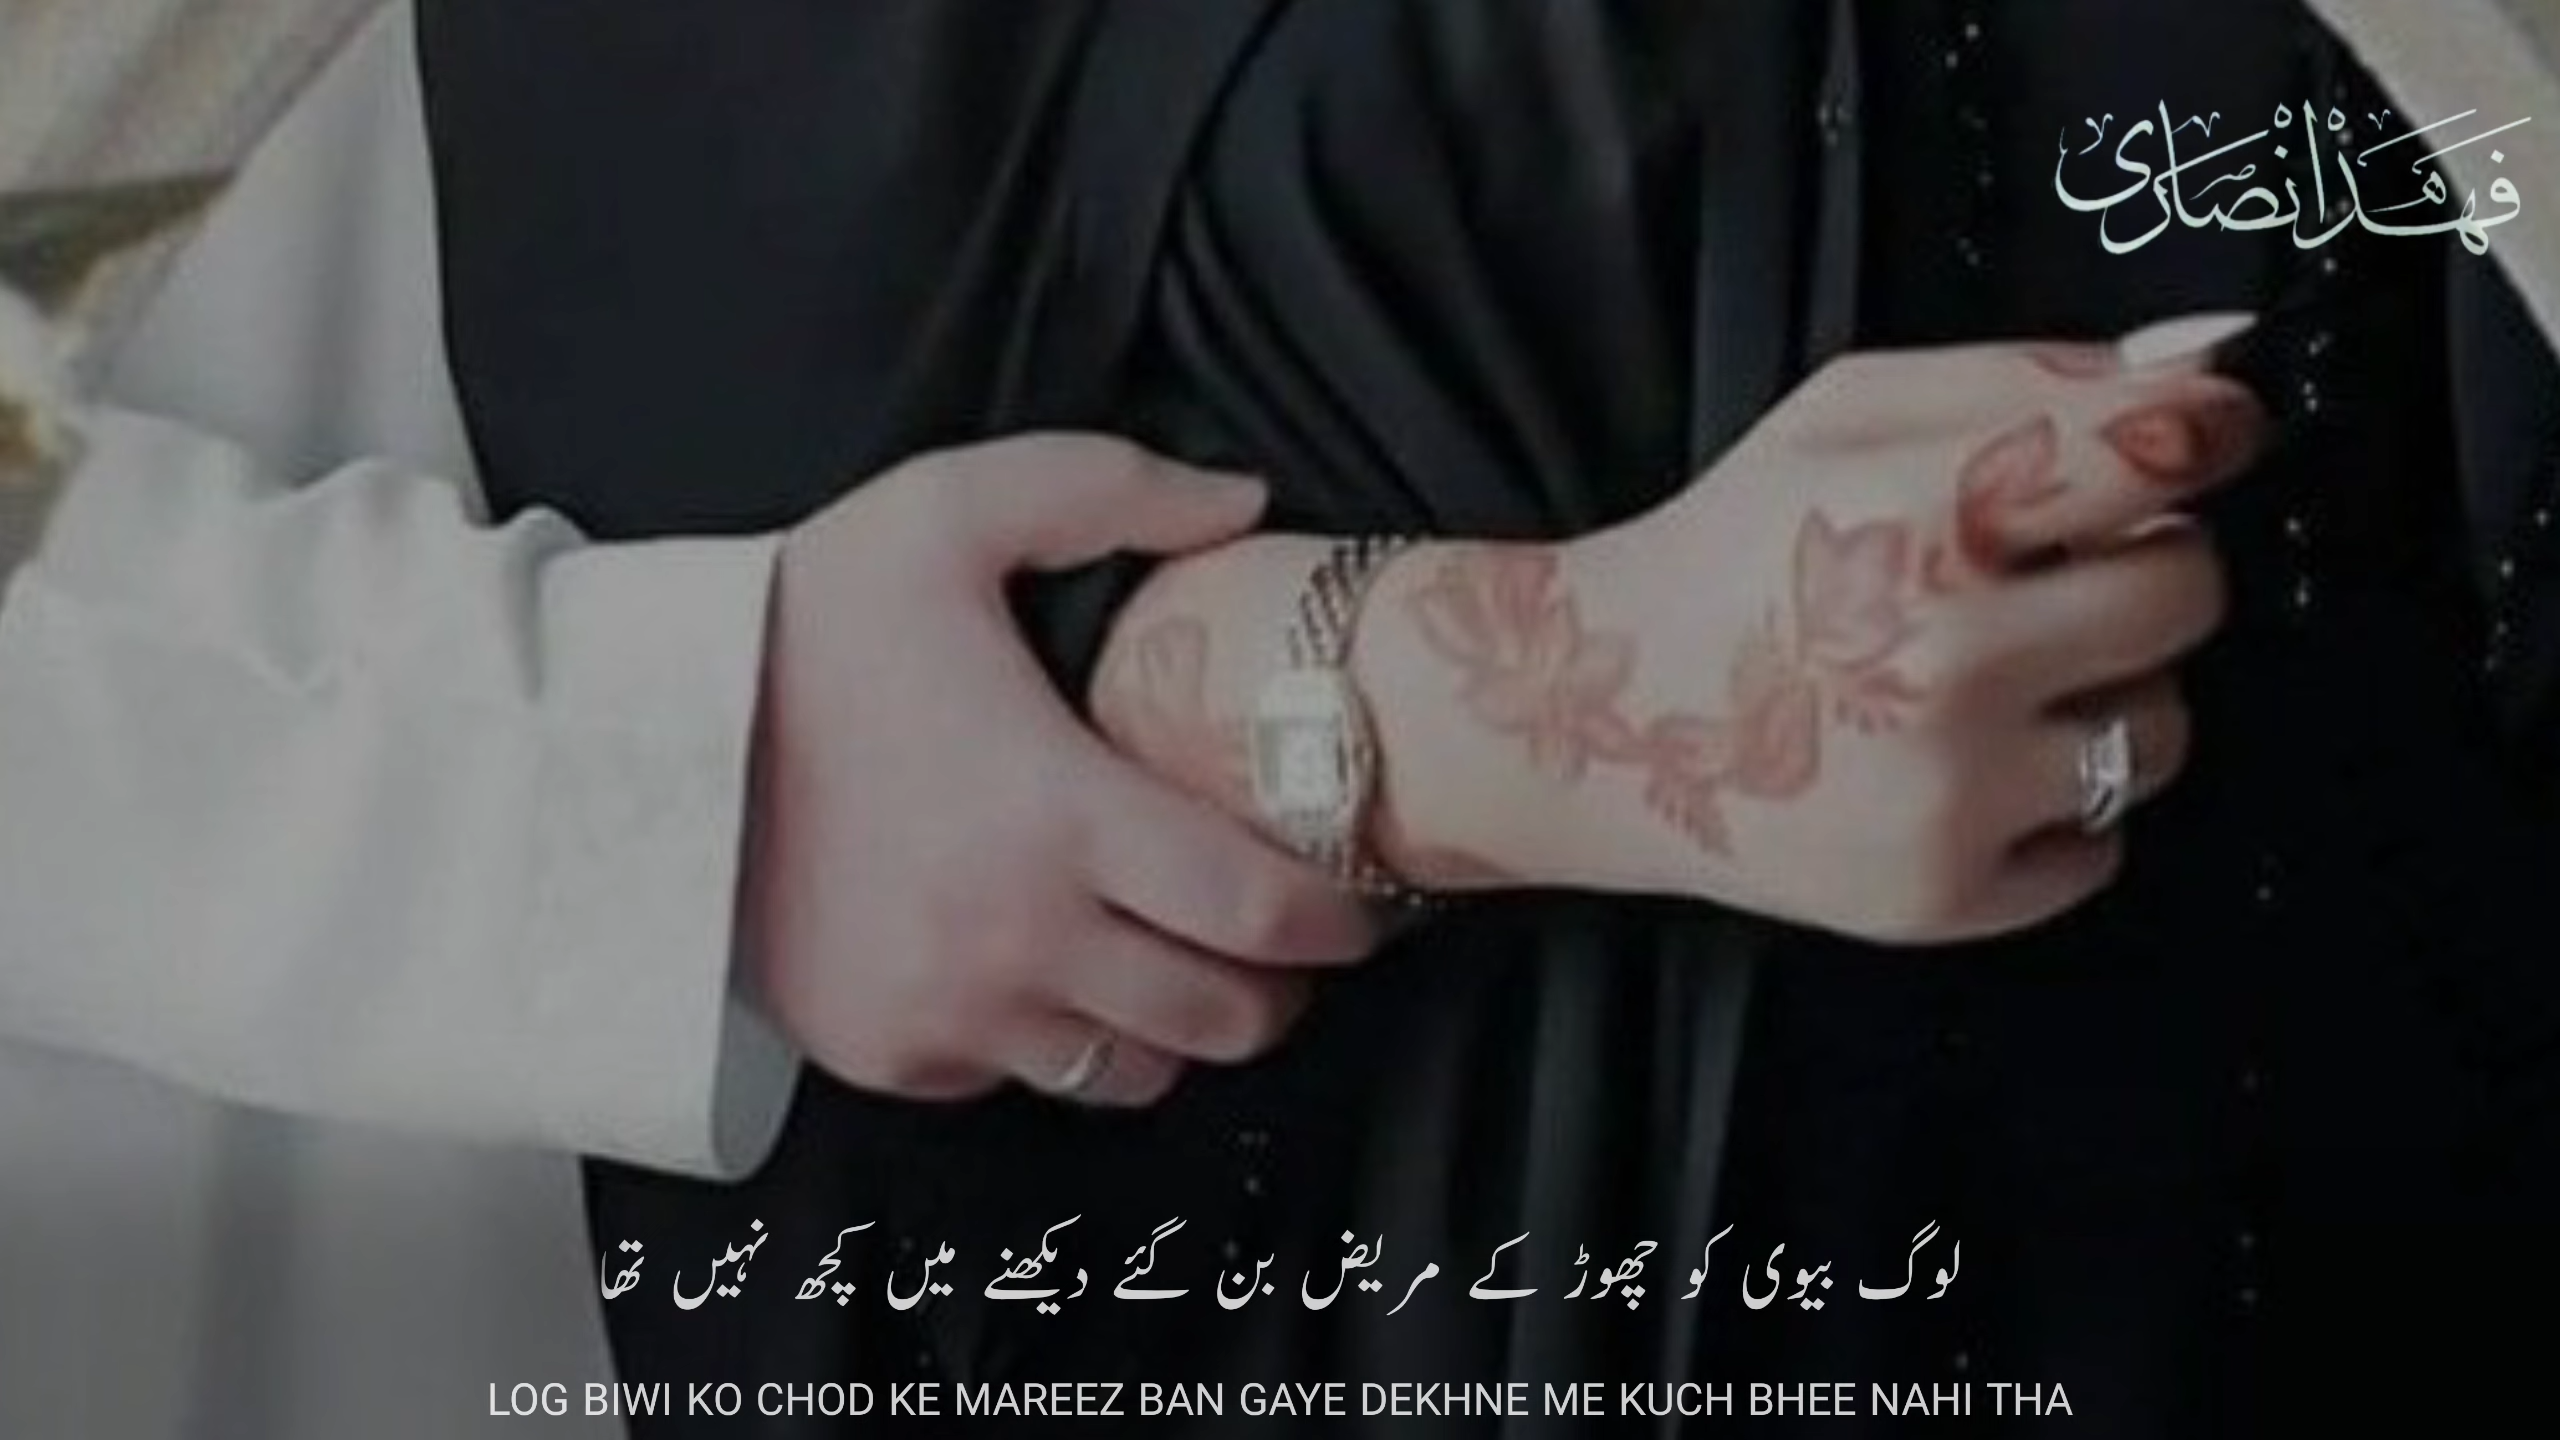 فهد انصاری
لوگ بیوی کو چھوڑ کے مریض بن گئے دیکھنے میں کچھ نہیں تھا
LOG BIWI KO CHOD KE MAREEZ BAN GAYE DEKHNE ME KUCH BHEE NAHI THA